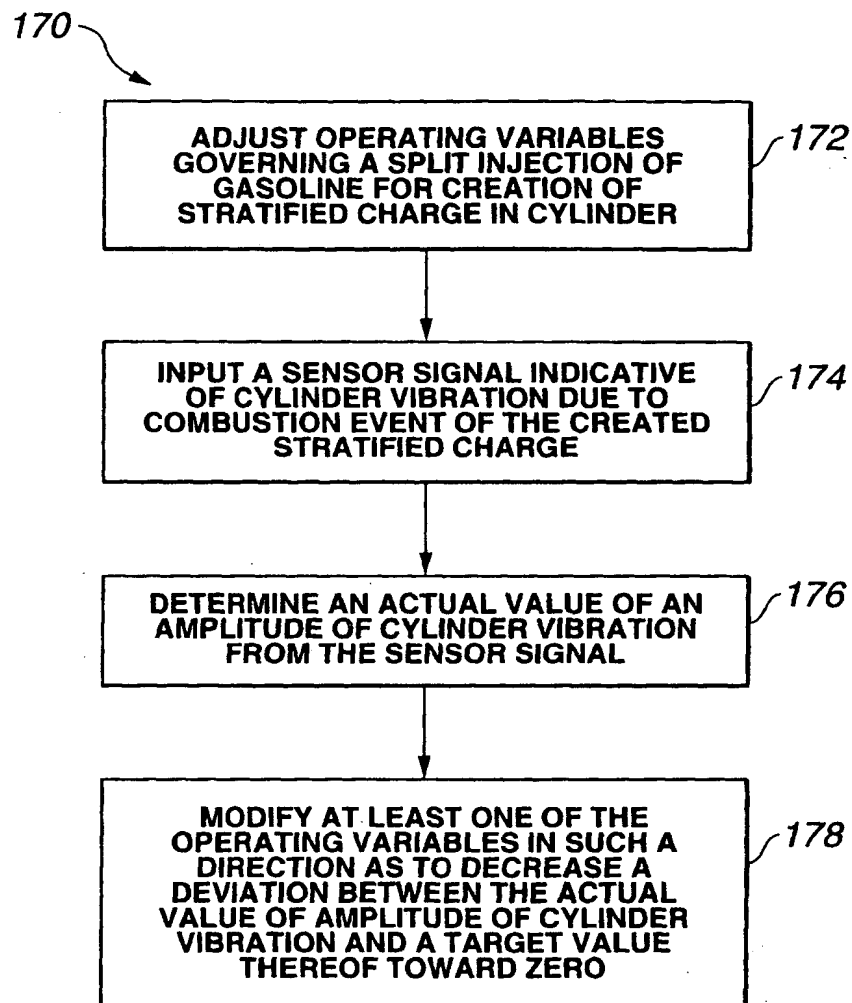 170
ADJUST OPERATING VARIABLES
GOVERNING A SPLIT INJECTION OF
GASOLINE FOR CREATION OF
STRATIFIED CHARGE IN CYLINDER
172
INPUT A SENSOR SIGNAL INDICATIVE
OF CYLINDER VIBRATION DUE TO
COMBUSTION EVENT OF THE CREATED
STRATIFIED CHARGE
174
DETERMINE AN ACTUAL VALUE OF AN
AMPLITUDE OF CYLINDER VIBRATION
FROM THE SENSOR SIGNAL
176
MODIFY AT LEAST ONE OF THE
OPERATING VARIABLES IN SUCH A
DIRECTION AS TO DECREASE A
DEVIATION BETWEEN THE ACTUAL
VALUE OF AMPLITUDE OF CYLINDER
VIBRATION AND A TARGET VALUE
THEREOF TOWARD ZERO
178